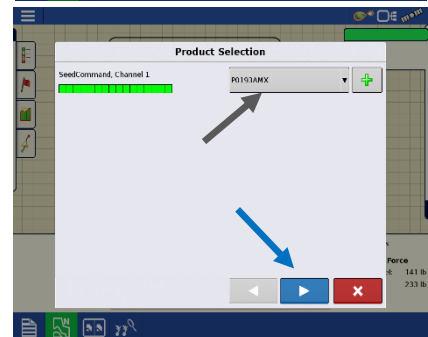 Product Selection
SeedCommand, Channel 1
P0193AMX
Force
141 lb
233 lb